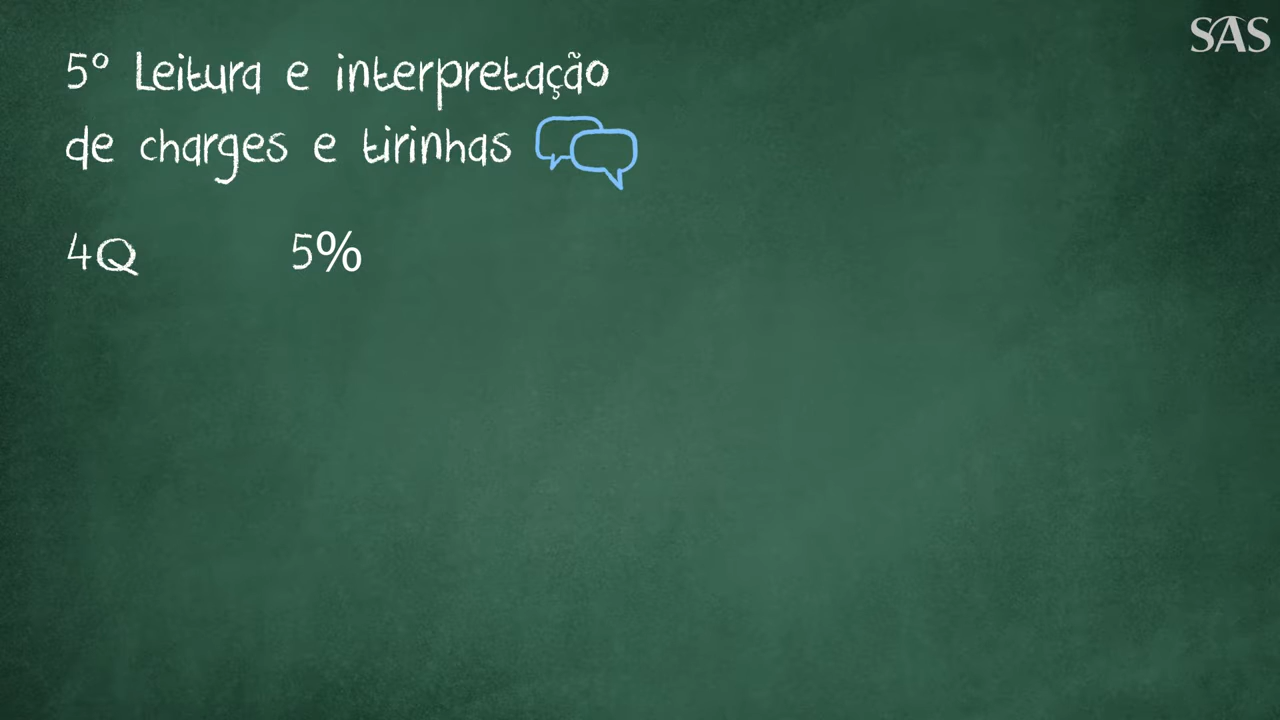 SAS
5º Leitura e interpretação
de charges e tirinhas
4Q 5%